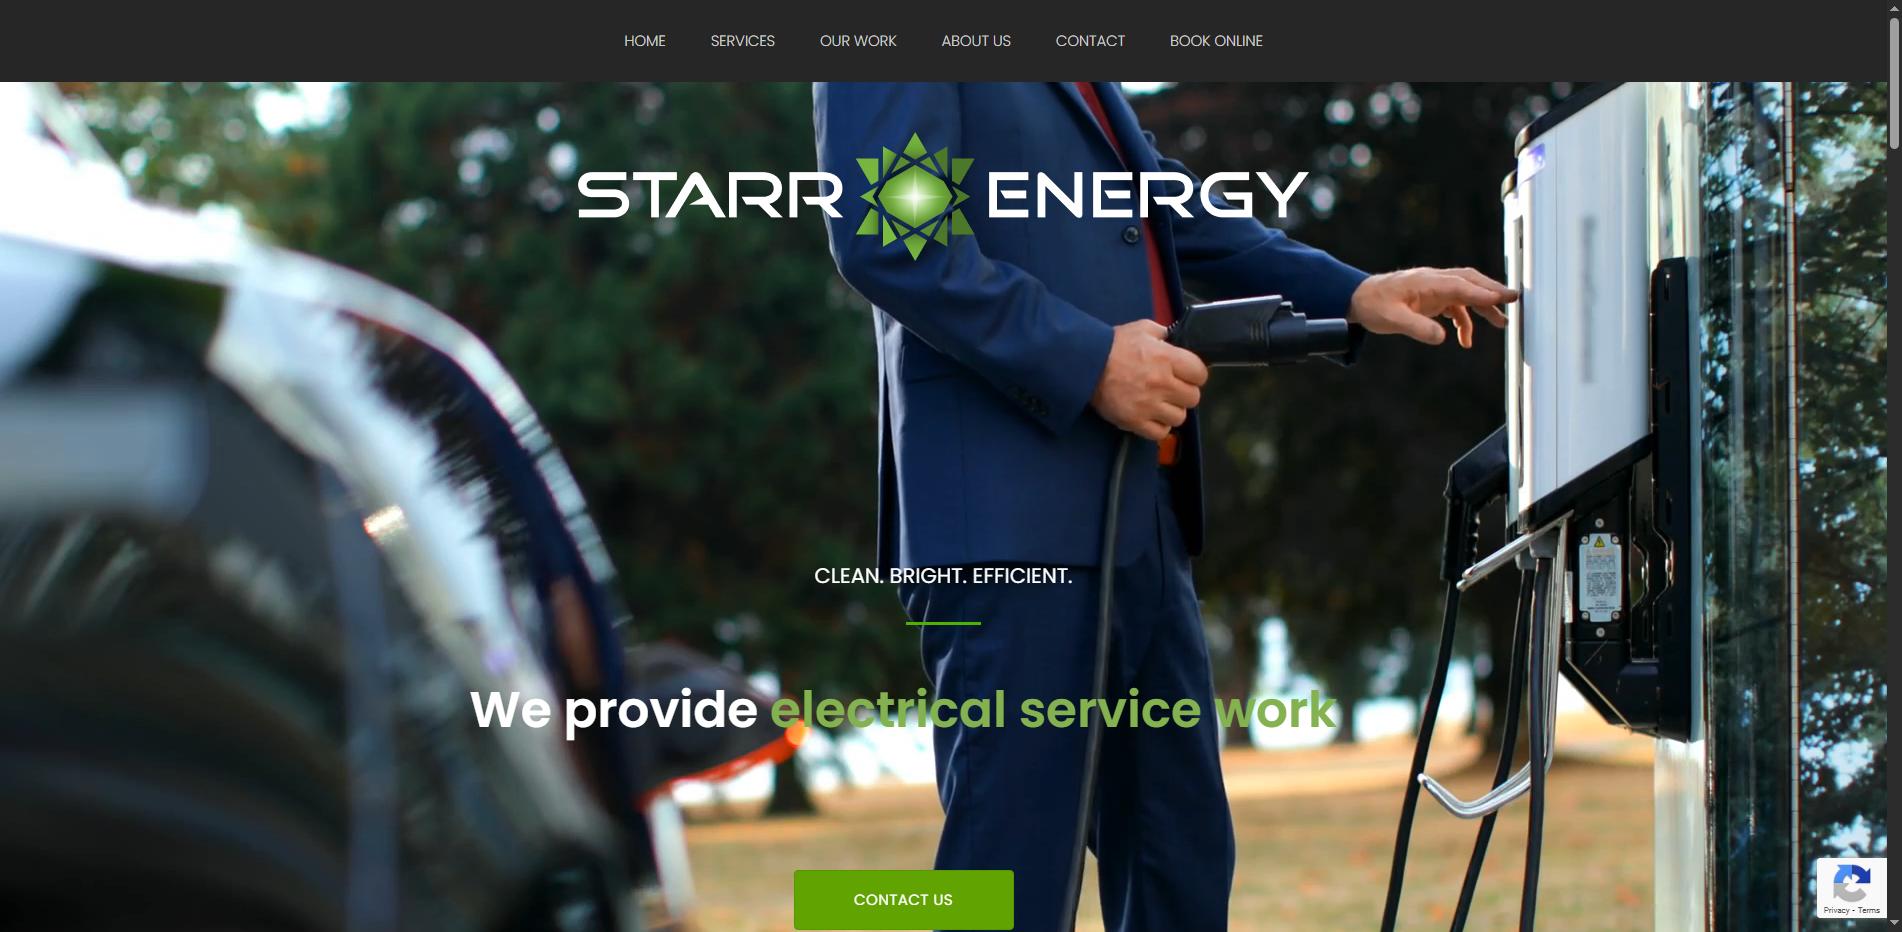 HOME SERVICES OUR WORK ABOUT US CONTACT BOOK ONLINE
STARR ENERGY
CLEAN. BRIGHT. EFFICIENT.
We provide electrical service work
CONTACT US
Privacy - Terms